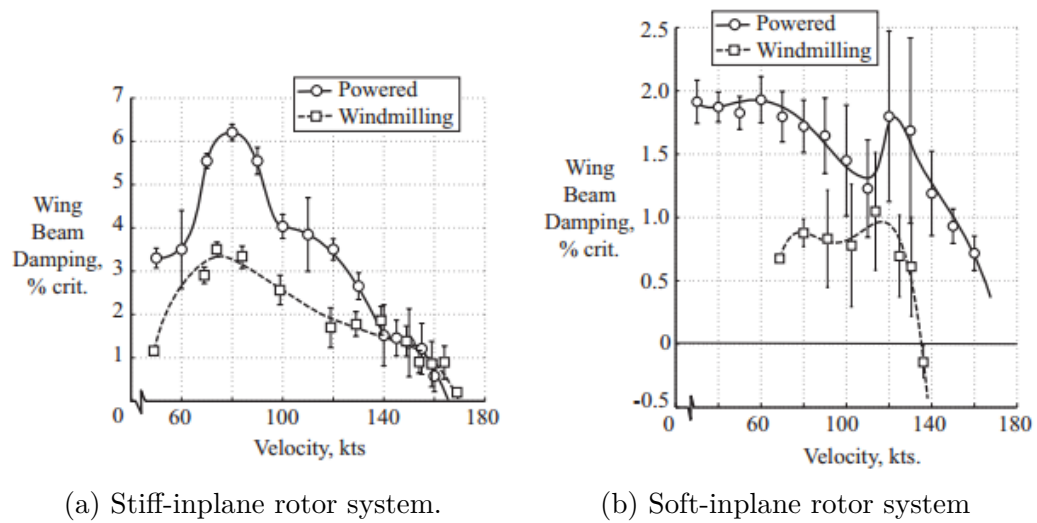 Powered
Windmilling
7
6
5
4
3
2
1
0
Wing
Beam
Damping,
% crit.
60
100
140
180
Velocity, kts
(a) Stiff-inplane rotor system.
Powered
Windmilling
2.5
2.0
1.5
1.0
0.5
0
-0.5
Wing
Beam
Damping,
% crit.
0
60
100
140
180
Velocity, kts.
(b) Soft-inplane rotor system